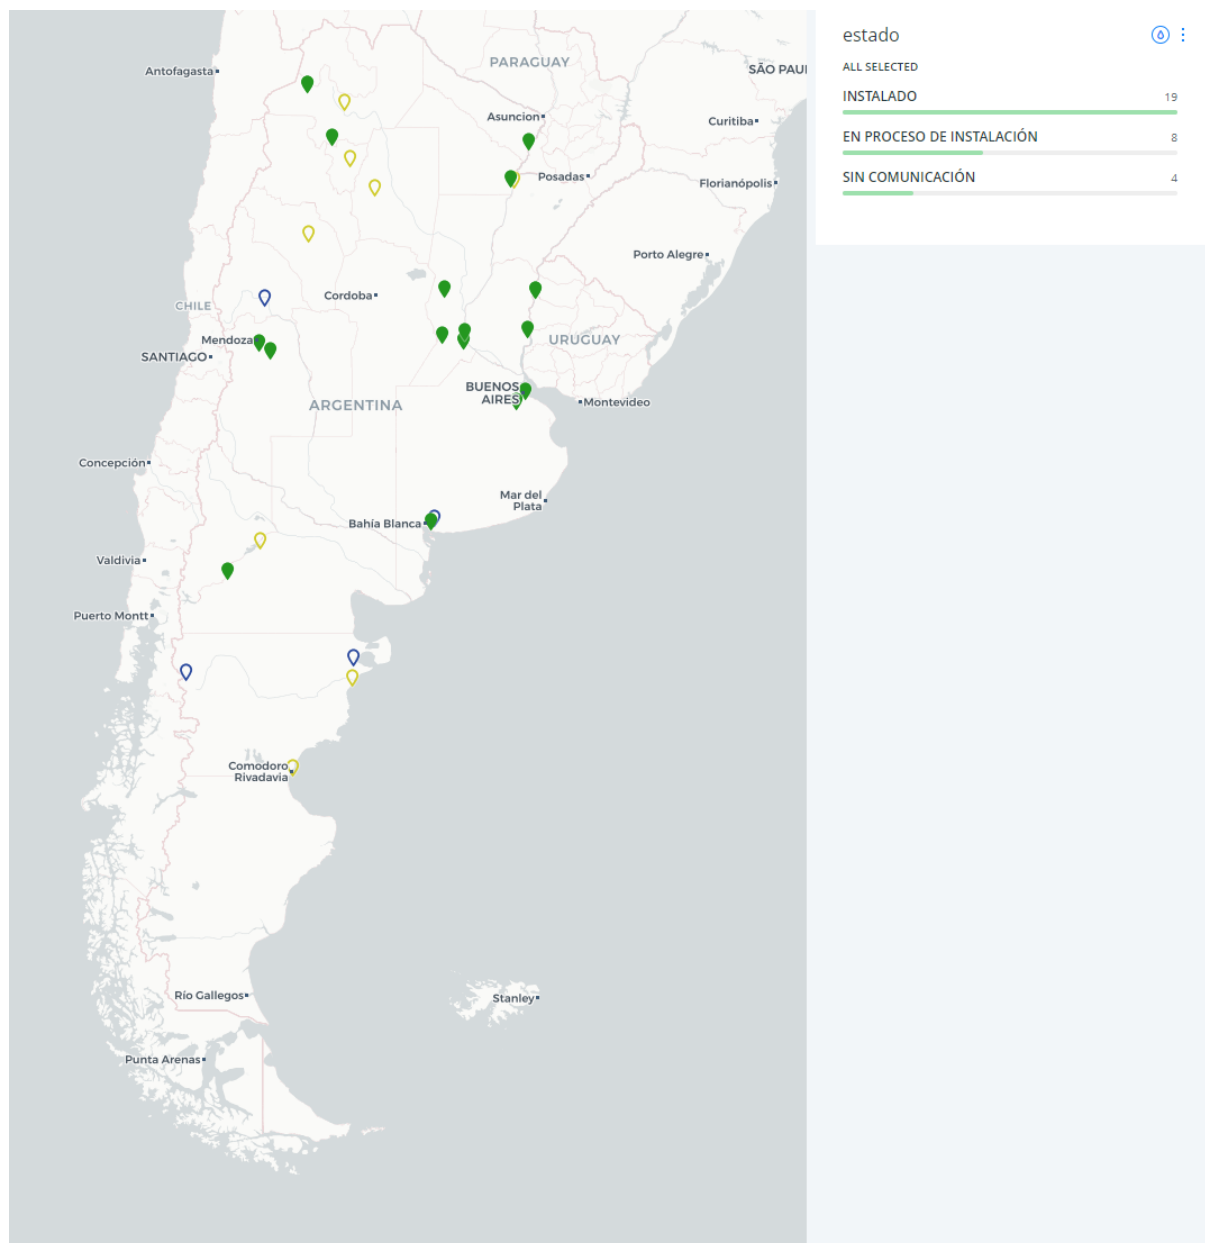 PARAGUAY
Antofagasta
SÃO PAUL
Asuncion
Curitiba
Posadas
Florianópolis
Porto Alegre
Cordoba
CHILE
Mendoza
URUGUAY
SANTIAGO
BUENOS
AIRES
Montevideo
ARGENTINA
Concepción
Mar del
Plata
Bahía Blanca
Valdivia
Puerto Montt
Comodoro
Rivadavia
Río Gallegos
Stanley
Punta Arenas
estado
ALL SELECTED
INSTALADO 19
EN PROCESO DE INSTALACIÓN 8
SIN COMUNICACIÓN 4